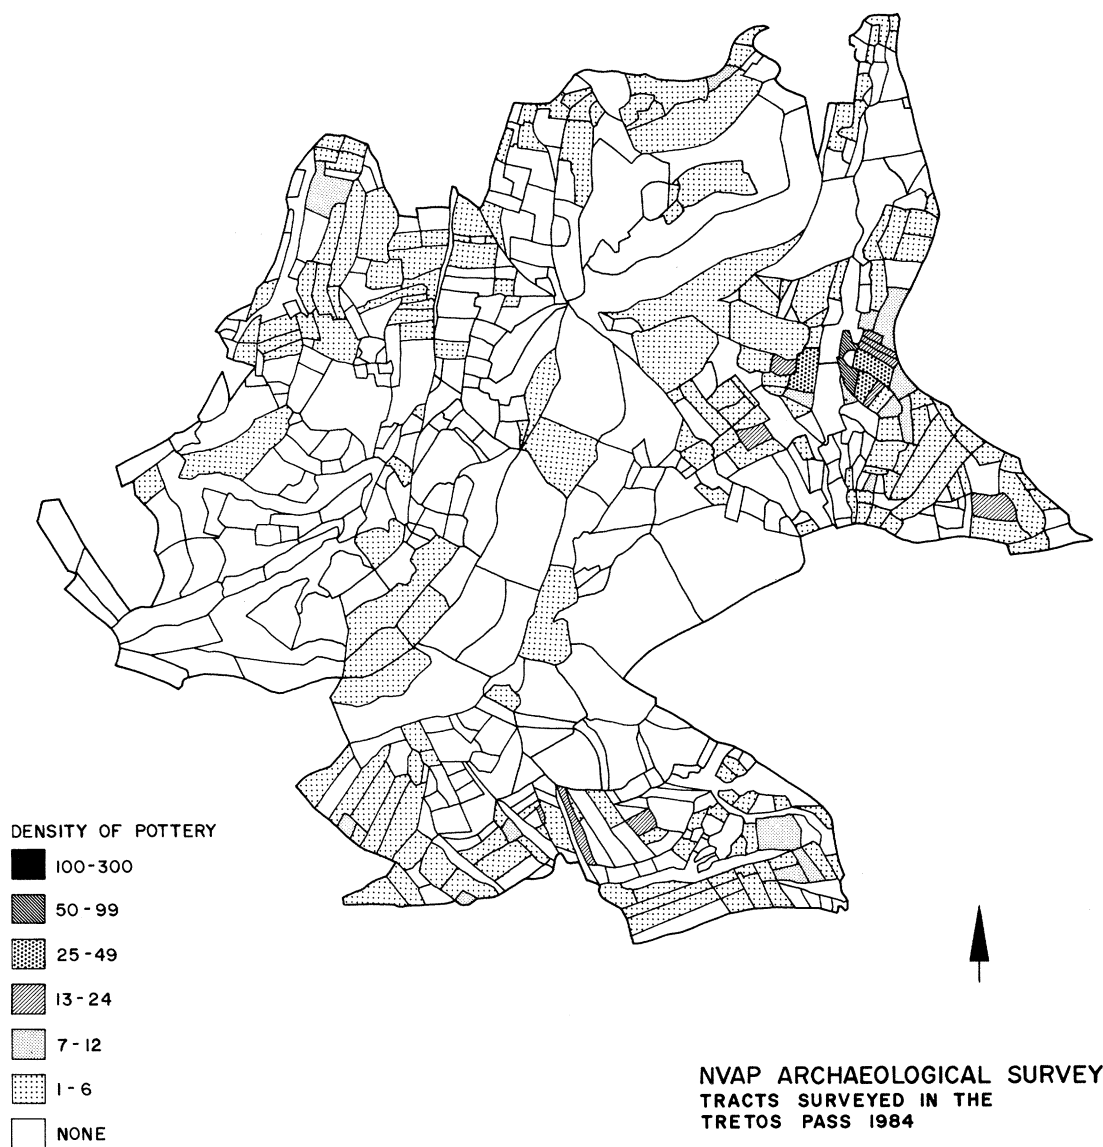 DENSITY OF POTTERY
100-300
50-99
25-49
13-24
7-12
1-6
NONE
NVAP ARCHAEOLOGICAL SURVEY
TRACTS SURVEYED IN THE
TRETOS PASS 1984